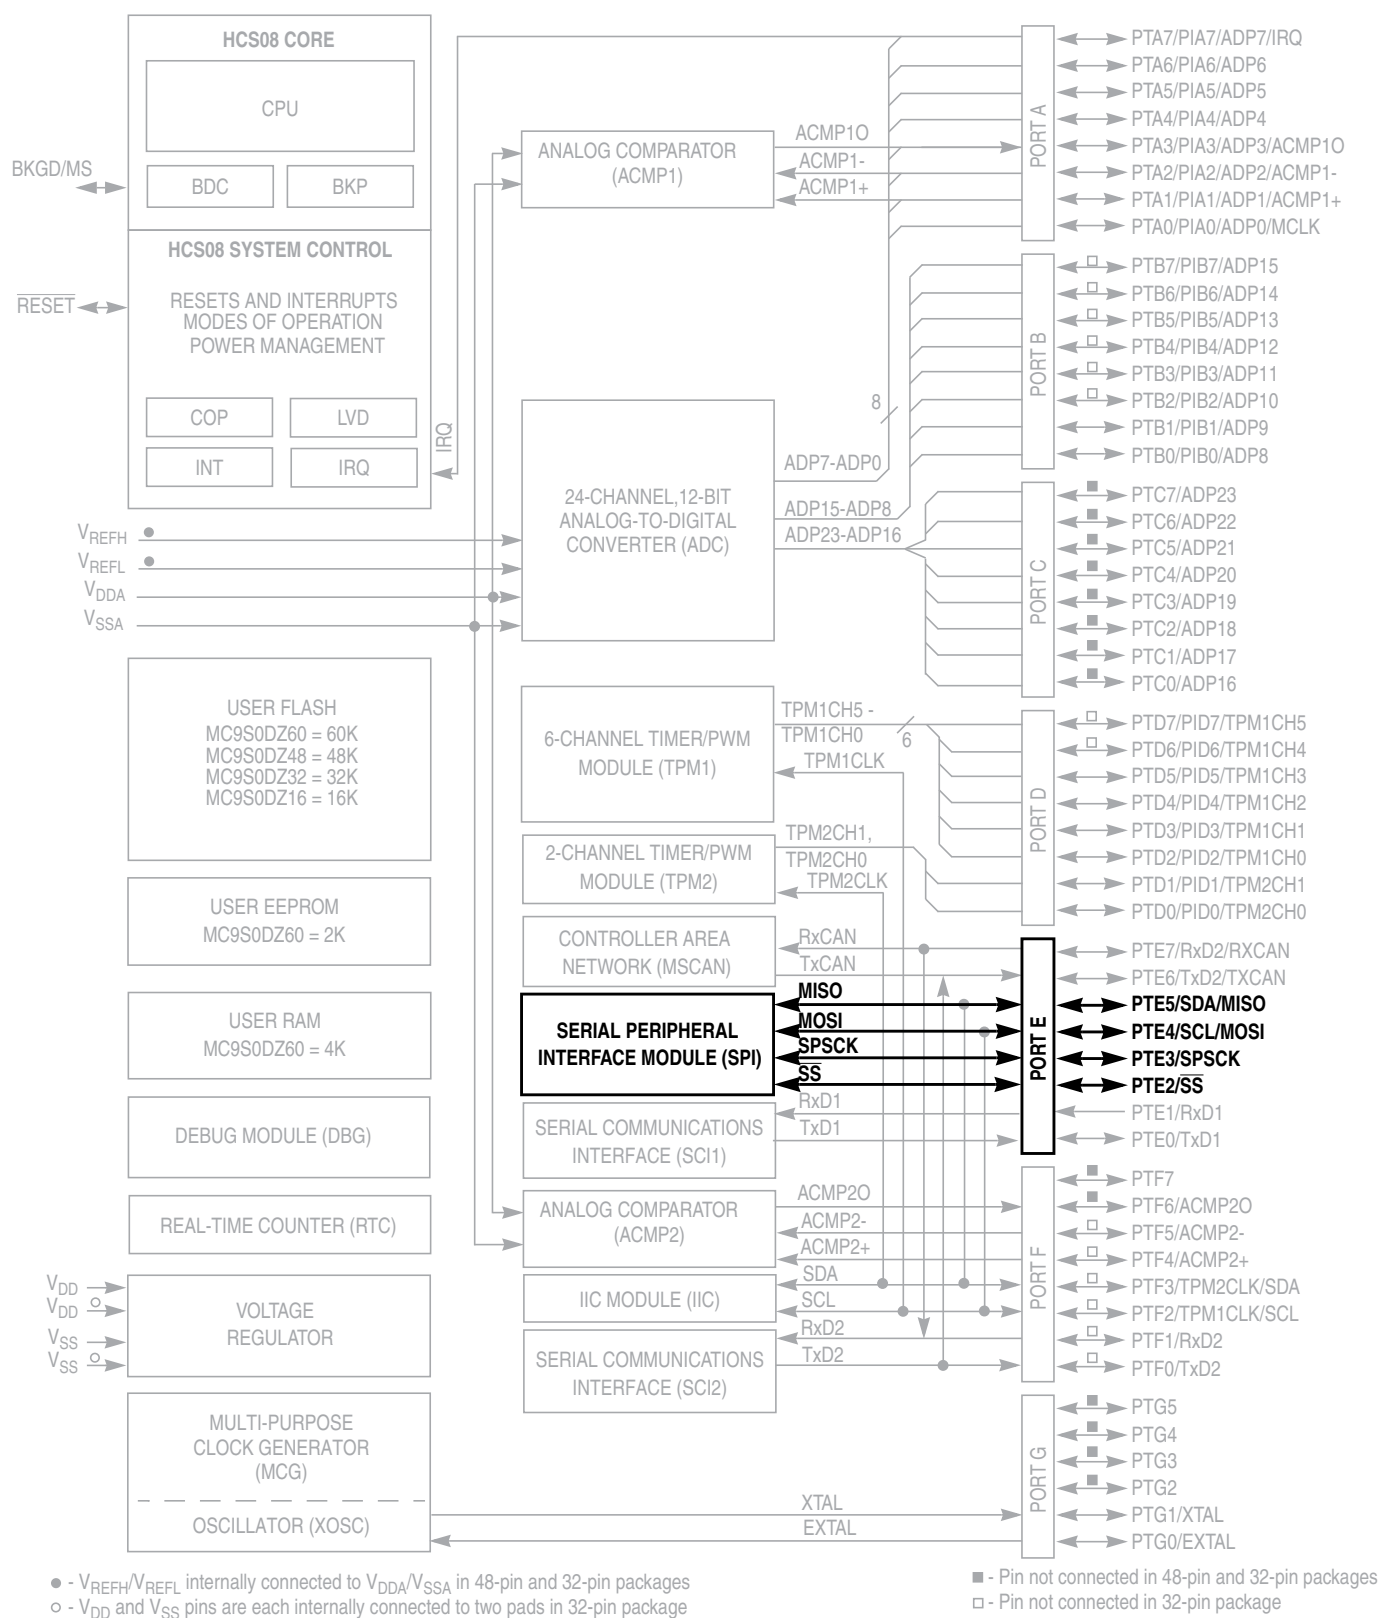 HCS08 CORE
CPU
BDC
BKP
BKGD/MS
HCS08 SYSTEM CONTROL
RESETS AND INTERRUPTS
MODES OF OPERATION
POWER MANAGEMENT
RESET
COP
LVD
INT
IRQ
IRQ
VREFH
VREFL
VDDA
VSSA
USER FLASH
MC9S0DZ60 = 60K
MC9S0DZ48 = 48K
MC9S0DZ32 = 32K
MC9S0DZ16 = 16K
USER EEPROM
MC9S0DZ60 = 2K
USER RAM
MC9S0DZ60 = 4K
DEBUG MODULE (DBG)
REAL-TIME COUNTER (RTC)
VDD
VDD
VSS
VSS
VOLTAGE
REGULATOR
MULTI-PURPOSE
CLOCK GENERATOR
(MCG)
OSCILLATOR (XOSC)
ANALOG COMPARATOR
(ACMP1)
ACMP1O
ACMP1-
ACMP1+
24-CHANNEL,12-BIT
ANALOG-TO-DIGITAL
CONVERTER (ADC)
8
ADP7-ADP0
ADP15-ADP8
ADP23-ADP16
6-CHANNEL TIMER/PWM
MODULE (TPM1)
TPM1CH5 -
TPM1CH0
6
TPM1CLK
2-CHANNEL TIMER/PWM
MODULE (TPM2)
TPM2CH1,
TPM2CH0
TPM2CLK
CONTROLLER AREA
NETWORK (MSCAN)
RxCAN
TxCAN
SERIAL PERIPHERAL
INTERFACE MODULE (SPI)
MISO
MOSI
SPSCK
SS
SERIAL COMMUNICATIONS
INTERFACE (SCI1)
RxD1
TxD1
ANALOG COMPARATOR
(ACMP2)
ACMP2O
ACMP2-
ACMP2+
IIC MODULE (IIC)
SDA
SCL
SERIAL COMMUNICATIONS
INTERFACE (SCI2)
RxD2
TxD2
XTAL
EXTAL
PORT A
PTA7/PIA7/ADP7/IRQ
PTA6/PIA6/ADP6
PTA5/PIA5/ADP5
PTA4/PIA4/ADP4
PTA3/PIA3/ADP3/ACMP1O
PTA2/PIA2/ADP2/ACMP1-
PTA1/PIA1/ADP1/ACMP1+
PTA0/PIA0/ADP0/MCLK
PORT B
PTB7/PIB7/ADP15
PTB6/PIB6/ADP14
PTB5/PIB5/ADP13
PTB4/PIB4/ADP12
PTB3/PIB3/ADP11
PTB2/PIB2/ADP10
PTB1/PIB1/ADP9
PTB0/PIB0/ADP8
PORT C
PTC7/ADP23
PTC6/ADP22
PTC5/ADP21
PTC4/ADP20
PTC3/ADP19
PTC2/ADP18
PTC1/ADP17
PTC0/ADP16
PORT D
PTD7/PID7/TPM1CH5
PTD6/PID6/TPM1CH4
PTD5/PID5/TPM1CH3
PTD4/PID4/TPM1CH2
PTD3/PID3/TPM1CH1
PTD2/PID2/TPM1CH0
PTD1/PID1/TPM2CH1
PTD0/PID0/TPM2CH0
PORT E
PTE7/RxD2/RXCAN
PTE6/TxD2/TXCAN
PTE5/SDA/MISO
PTE4/SCL/MOSI
PTE3/SPSCK
PTE2/SS
PTE1/RxD1
PTE0/TxD1
PORT F
PTF7
PTF6/ACMP2O
PTF5/ACMP2-
PTF4/ACMP2+
PTF3/TPM2CLK/SDA
PTF2/TPM1CLK/SCL
PTF1/RxD2
PTF0/TxD2
PORT G
PTG5
PTG4
PTG3
PTG2
PTG1/XTAL
PTG0/EXTAL
● - VREFH/VREFL internally connected to VDDA/VSSA in 48-pin and 32-pin packages
○ - VDD and VSS pins are each internally connected to two pads in 32-pin package
■ - Pin not connected in 48-pin and 32-pin packages
□ - Pin not connected in 32-pin package